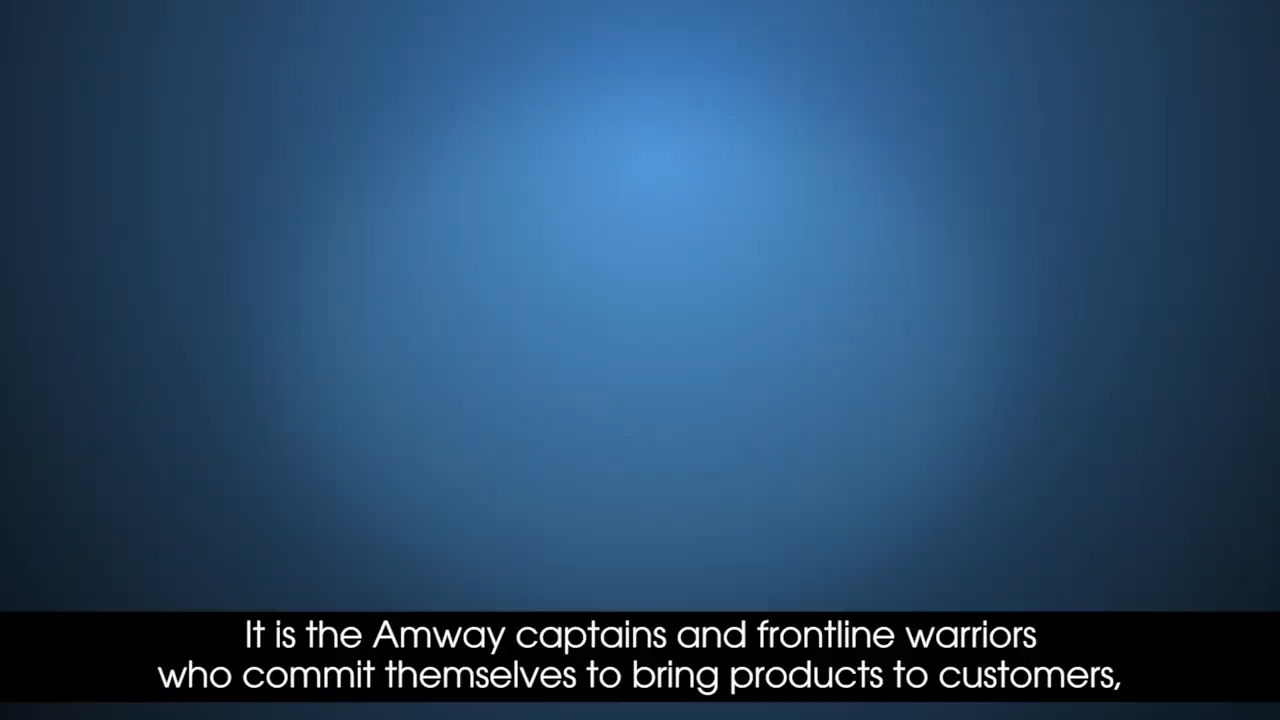 It is the Amway captains and frontline warriors
who commit themselves to bring products to customers,